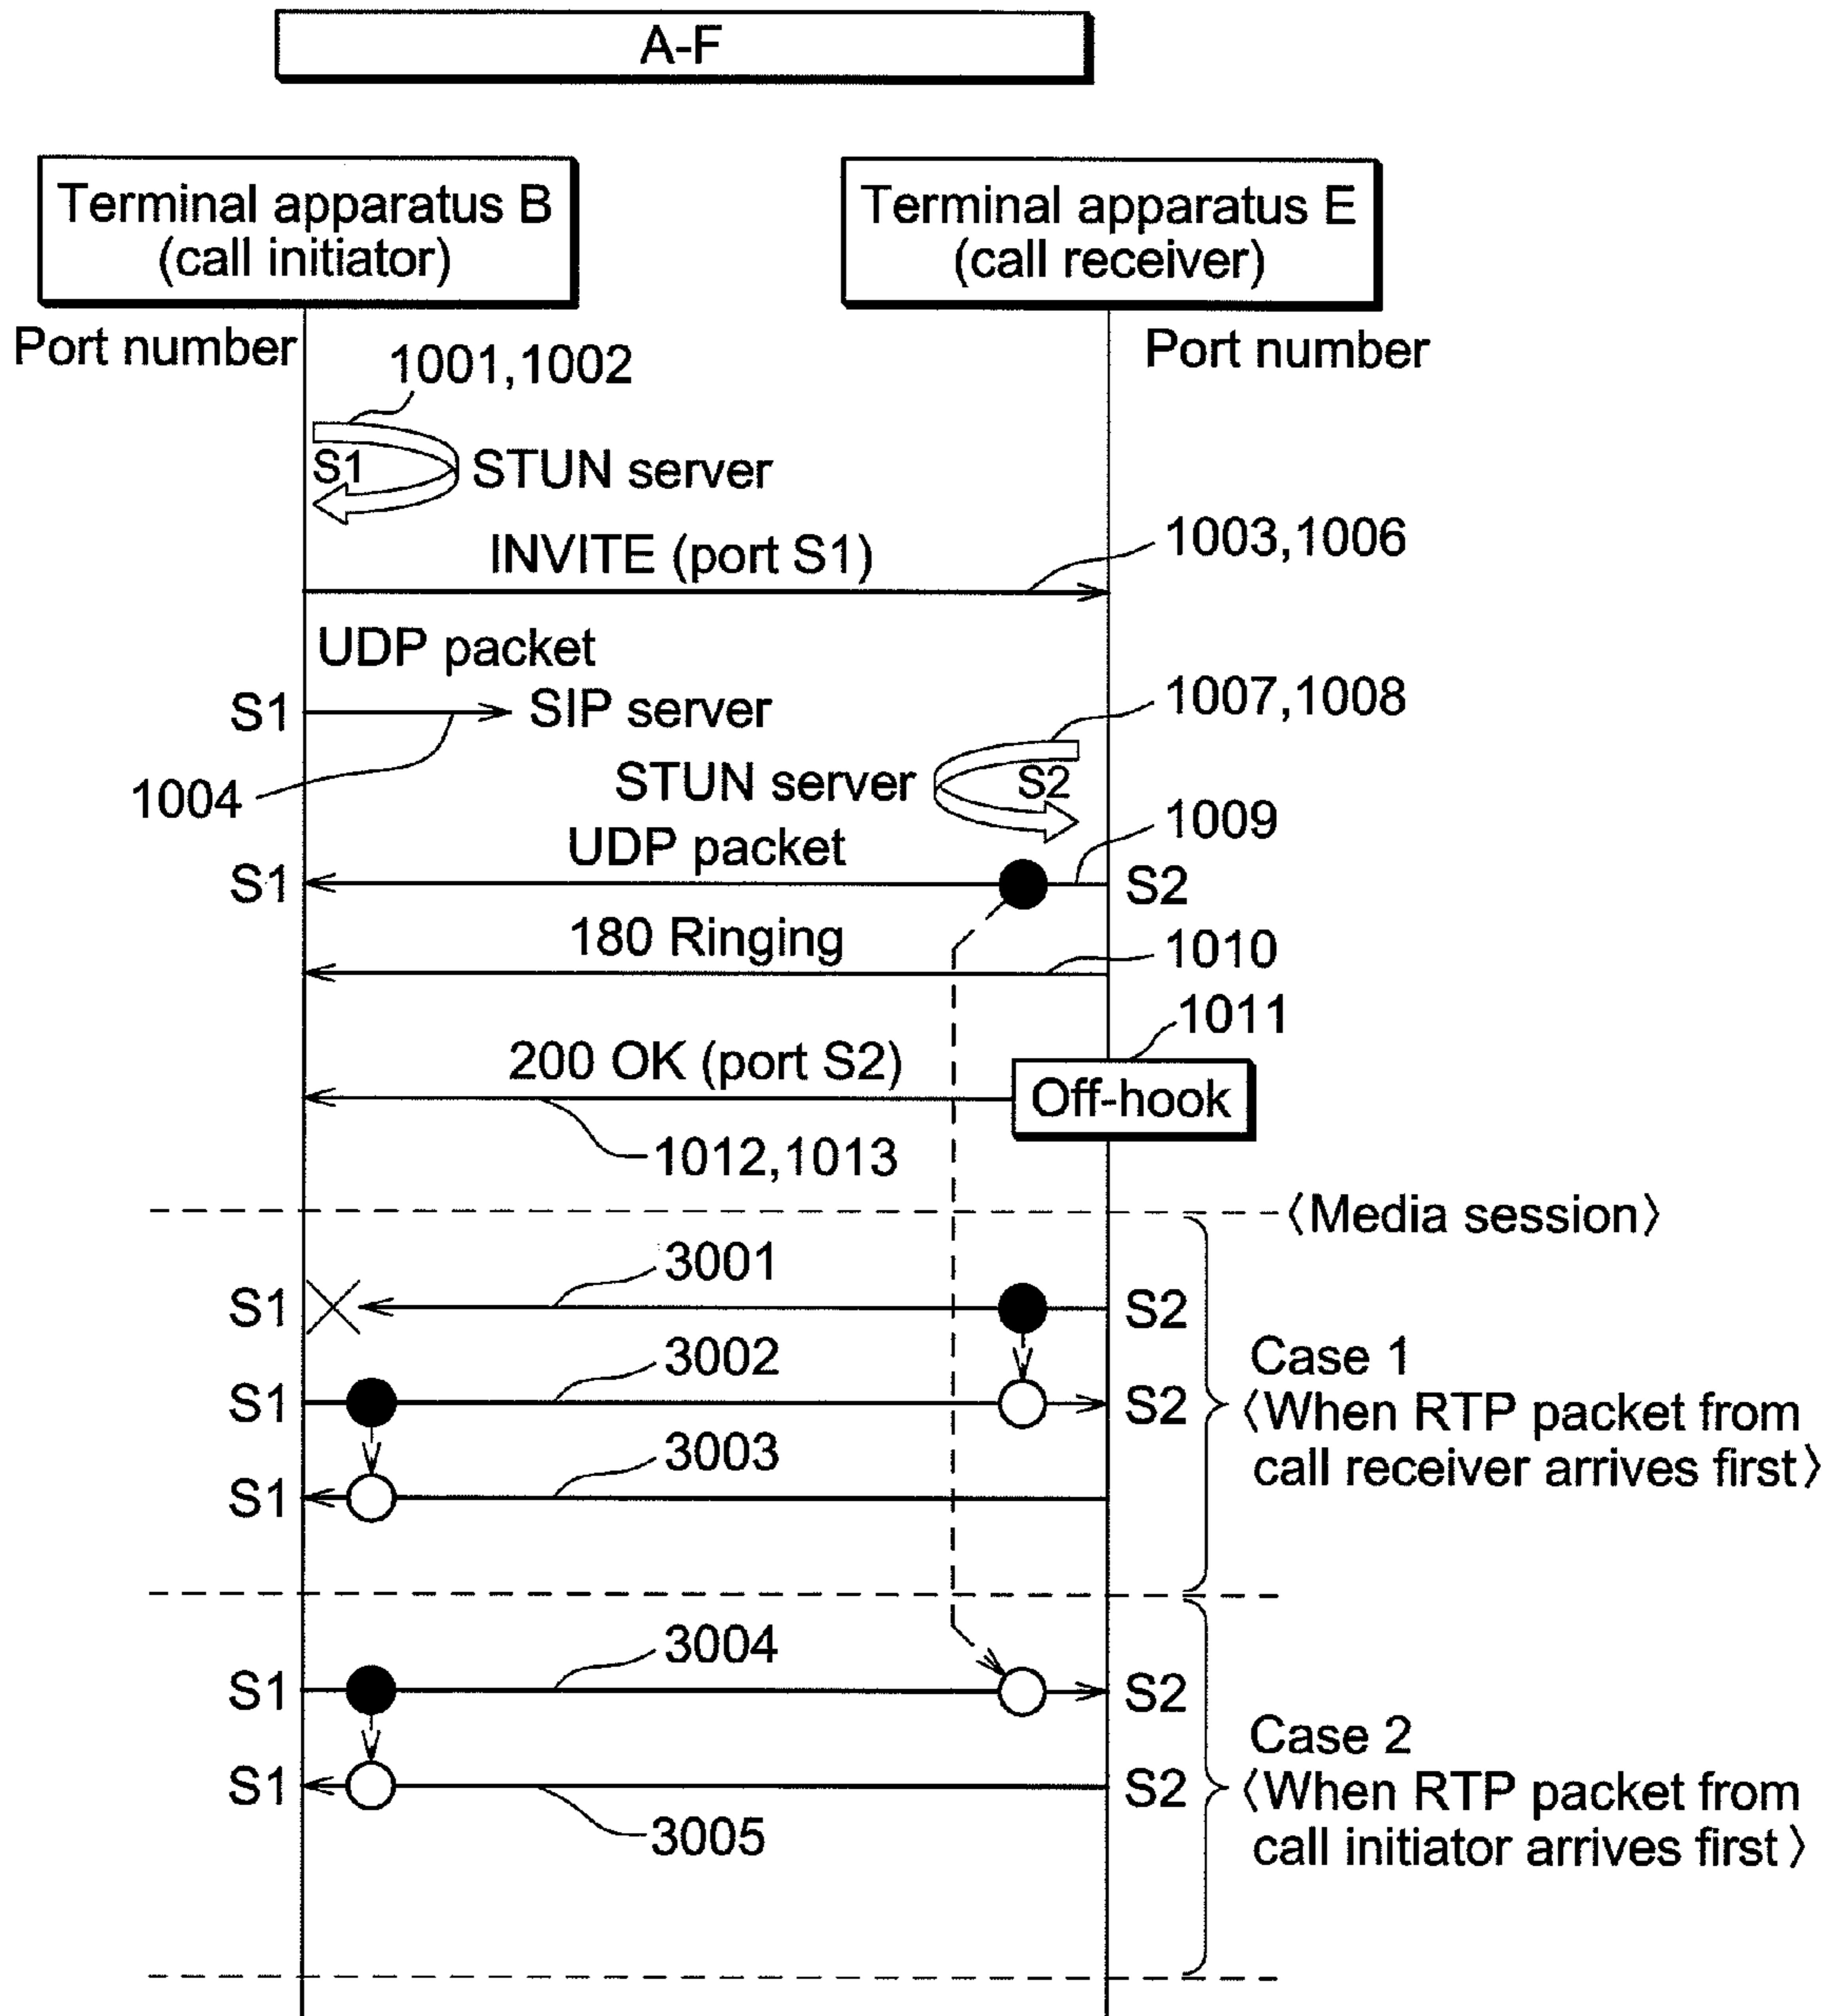 A-F
Terminal apparatus B
(call initiator)
Terminal apparatus E
(call receiver)
Port number
Port number
1001,1002
S1
STUN server
INVITE (port S1)
1003,1006
UDP packet
S1
SIP server
1004
1007,1008
STUN server
S2
1009
UDP packet
S1
S2
180 Ringing
1010
1011
200 OK (port S2)
Off-hook
1012,1013
〈Media session〉
3001
S1
S2
3002
S1
S2
Case 1
〈When RTP packet from
call receiver arrives first〉
3003
S1
3004
S1
S2
Case 2
〈When RTP packet from
call initiator arrives first〉
S1
S2
3005